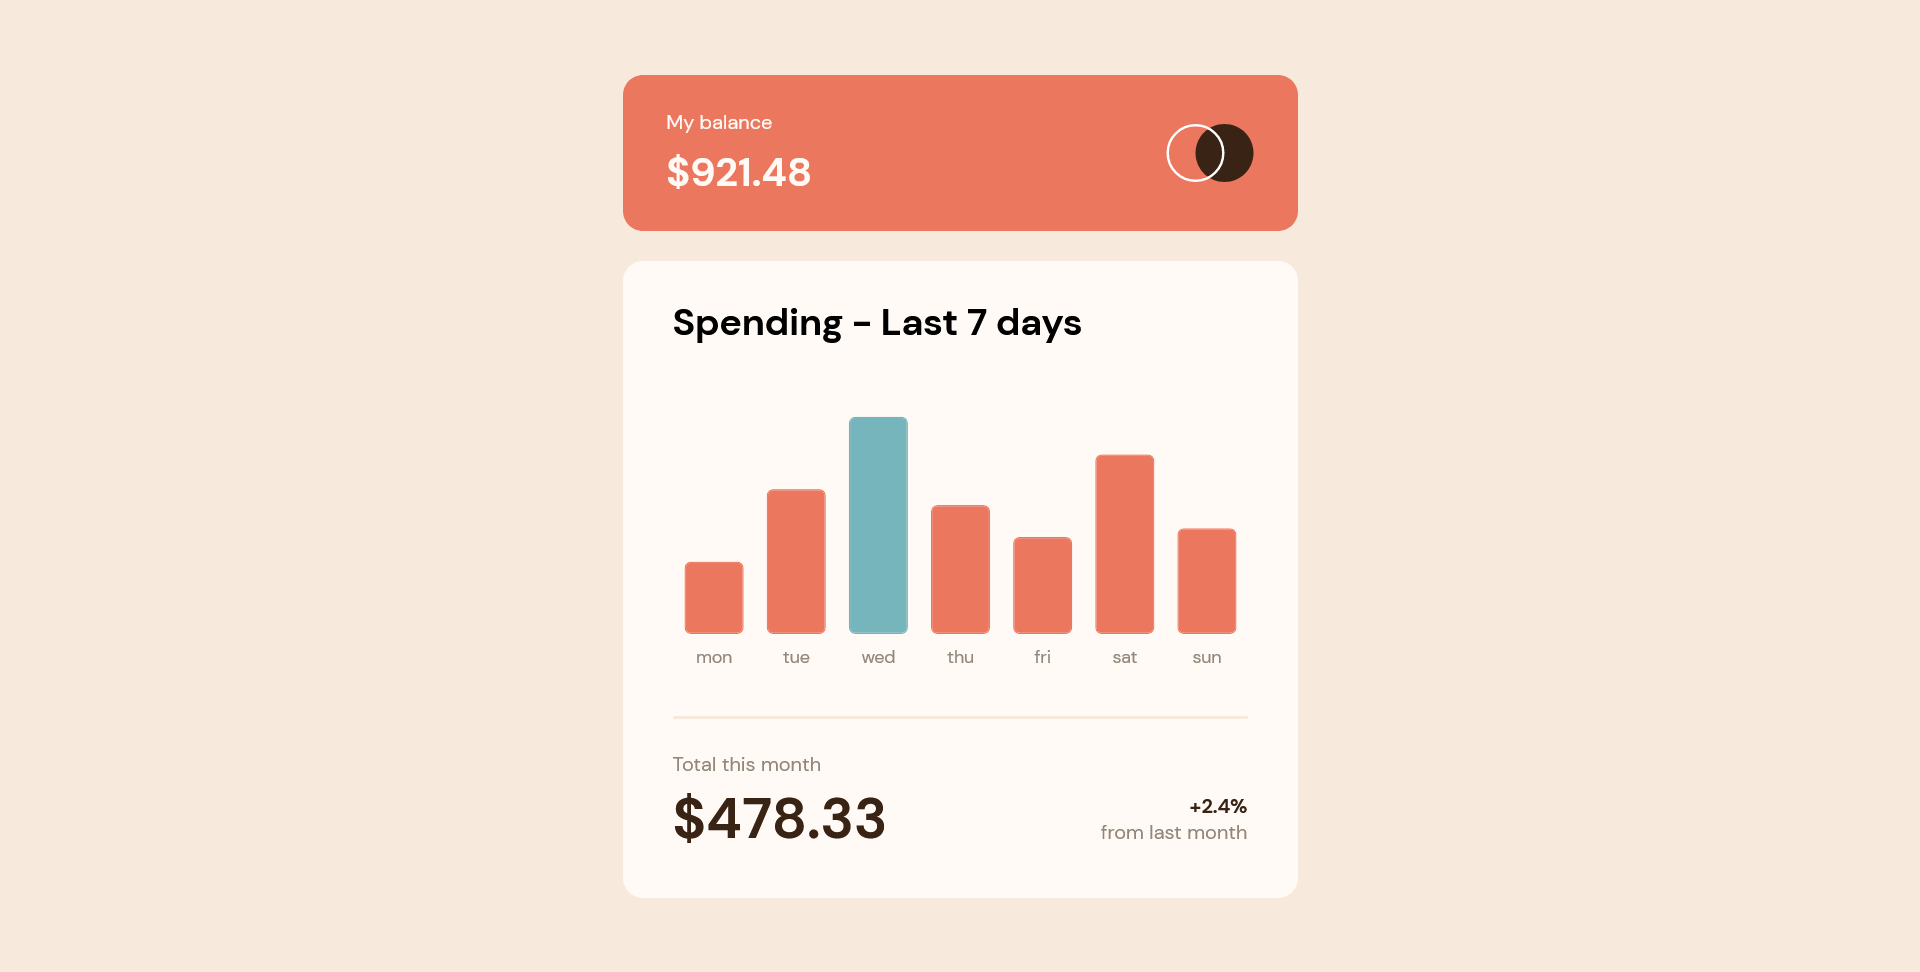 My balance
$921.48
Spending - Last 7 days
mon tue wed thu fri sat sun
Total this month
$478.33
+2.4%
from last month